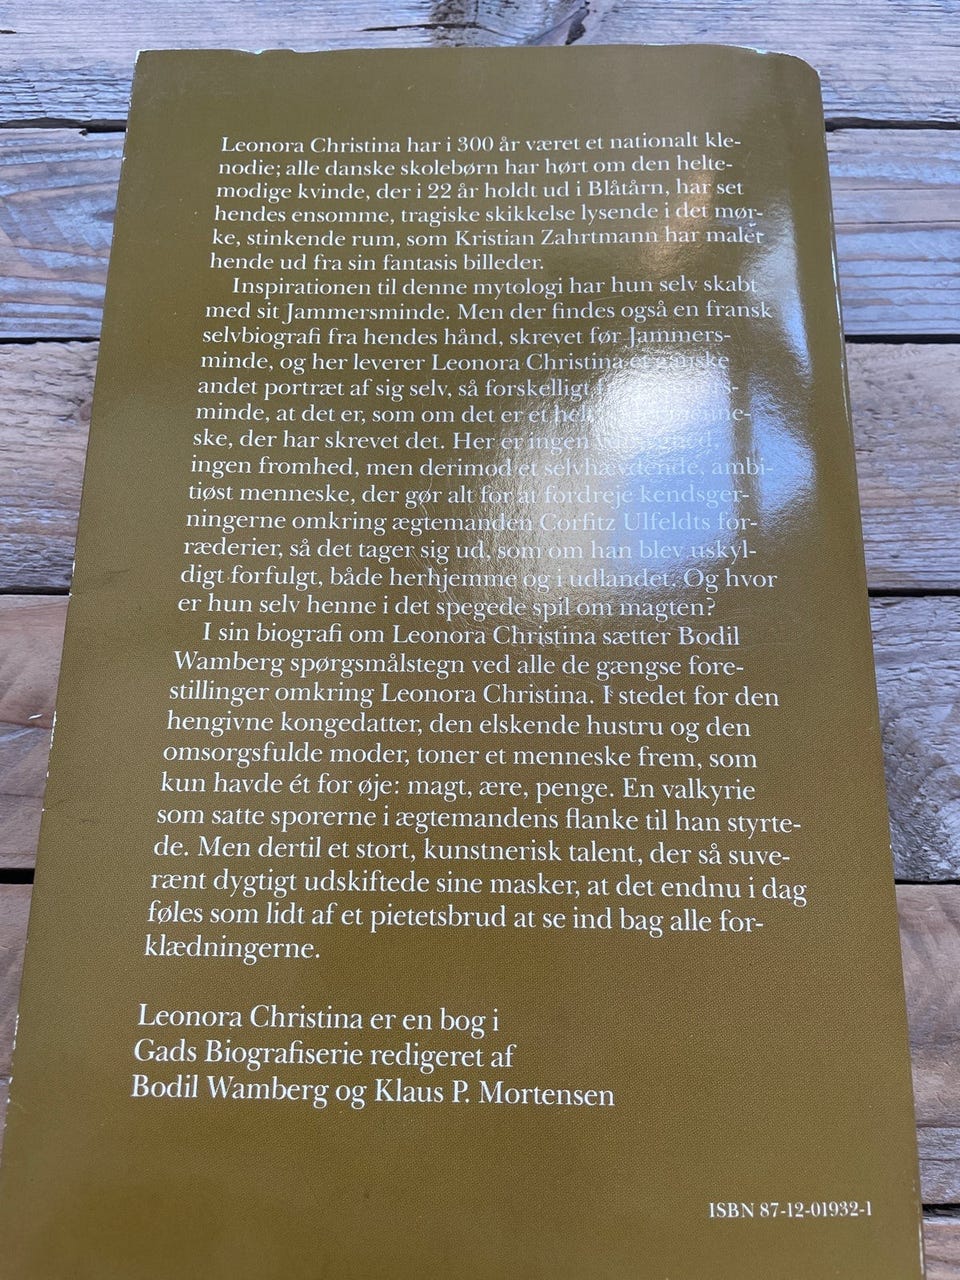 Leonora Christina har i 300 år været et nationalt kle-
nodie; alle danske skolebørn har hørt om den helte-
modige kvinde, der i 22 år holdt ud i Blåtårn, har set
hendes ensomme, tragiske skikkelse lysende i det mør-
ke, stinkende rum, som Kristian Zahrtmann har malet
hende ud fra sin fantasis billeder.
Inspirationen til denne mytologi har hun selv skabt
med sit Jammersminde. Men der findes også en fransk
selvbiografi fra hendes hånd, skrevet før Jammers-
minde, og her leverer Leonora Christina et ganske
andet portræt af sig selv, så forskelligt
minde, at det er, som om det er et helt
ske, der har skrevet det. Her er ingen
ingen fromhed, men derimod et selvhævdende, ambi-
tiøst menneske, der gør alt for at fordreje kendsger-
ningerne omkring ægtemanden Corfitz Ulfeldts for-
ræderier, så det tager sig ud, som om han blev uskyl-
digt forfulgt, både herhjemme og i udlandet. Og hvor
er hun selv henne i det spegede spil om magten?
I sin biografi om Leonora Christina sætter Bodil
Wamberg spørgsmålstegn ved alle de gængse fore-
stillinger omkring Leonora Christina. I stedet for den
hengivne kongedatter, den elskende hustru og den
omsorgsfulde moder, toner et menneske frem, som
kun havde ét for øje: magt, ære, penge. En valkyrie
som satte sporerne i ægtemandens flanke til han styrte-
de. Men dertil et stort, kunstnerisk talent, der så suve-
rænt dygtigt udskiftede sine masker, at det endnu i dag
føles som lidt af et pietetsbrud at se ind bag alle for-
klædningerne.
Leonora Christina er en bog i
Gads Biografiserie redigeret af
Bodil Wamberg og Klaus P. Mortensen
ISBN 87-12-01932-1